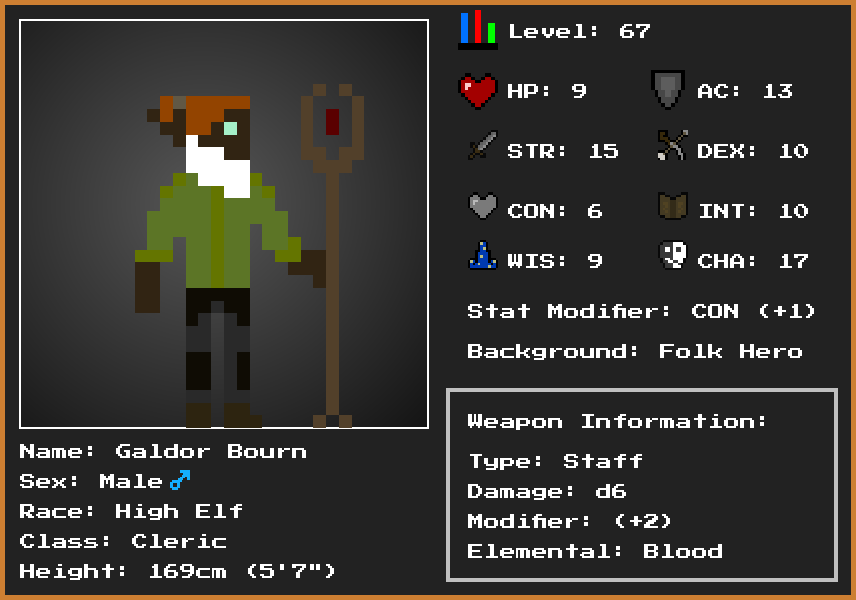 Level: 67
HP: 9
AC: 13
STR: 15
DEX: 10
CON: 6
INT: 10
WIS: 9
CHA: 17
Stat Modifier: CON (+1)
Background: Folk Hero
Weapon Information:
Type: Staff
Damage: d6
Modifier: (+2)
Elemental: Blood
Name: Galdor Bourn
Sex: Male♂
Race: High Elf
Class: Cleric
Height: 169cm (5'7")